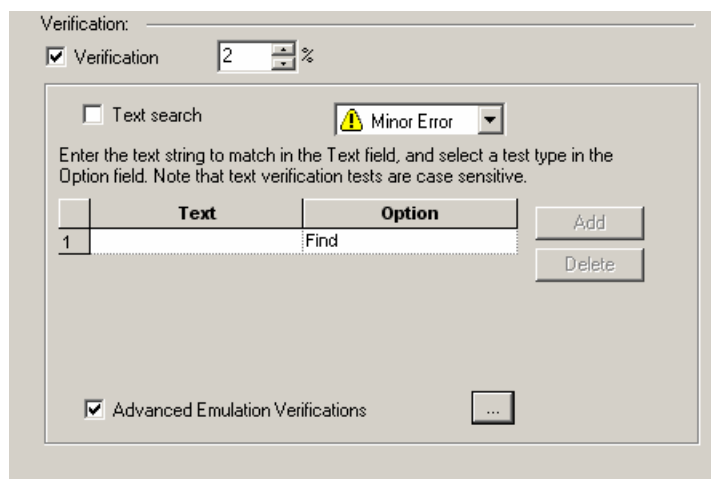 Verification:
Verification 2 %
Text search Minor Error
Enter the text string to match in the Text field, and select a test type in the
Option field. Note that text verification tests are case sensitive.
Text Option Add
1 Find
Delete
Advanced Emulation Verifications ...